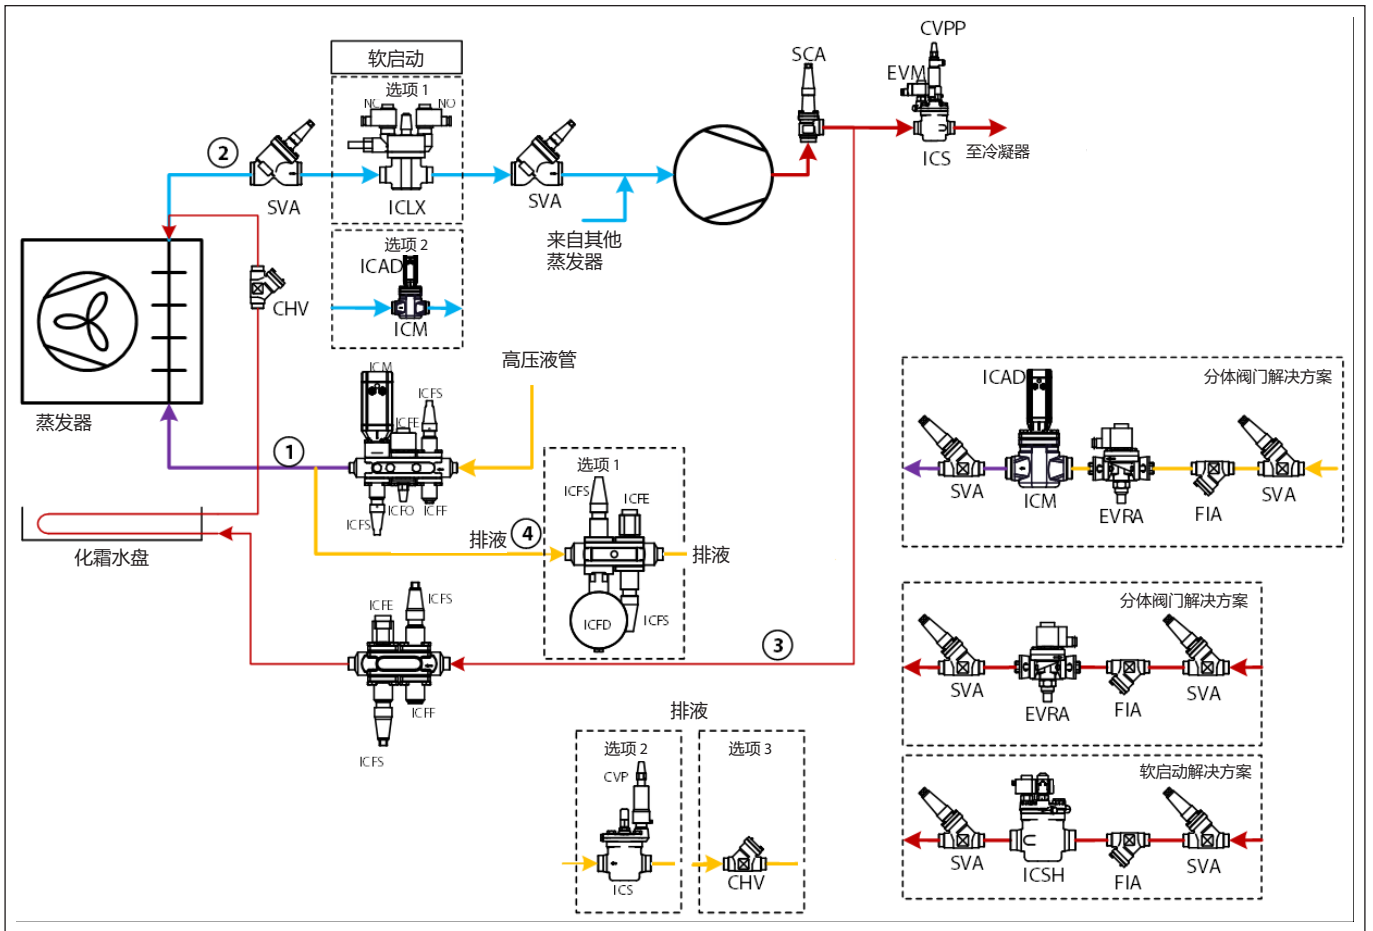 CVPP
SCA
EVM
软启动
选项 1
NC
NO
②
ICS
至冷凝器
SVA
ICLX
SVA
选项 2
ICAD
来自其他
蒸发器
CHV
ICM
高压液管
ICM
ICFS
ICFE
蒸发器
①
ICFS
ICFO
ICFF
分体阀门解决方案
ICAD
SVA
ICM
EVRA
FIA
SVA
选项 1
ICFS
ICFE
排液
④
排液
ICFD
ICFS
化霜水盘
ICFE
ICFS
③
ICFF
ICFS
分体阀门解决方案
SVA
EVRA
FIA
SVA
排液
选项 2
CVP
ICS
选项 3
CHV
软启动解决方案
SVA
ICSH
FIA
SVA